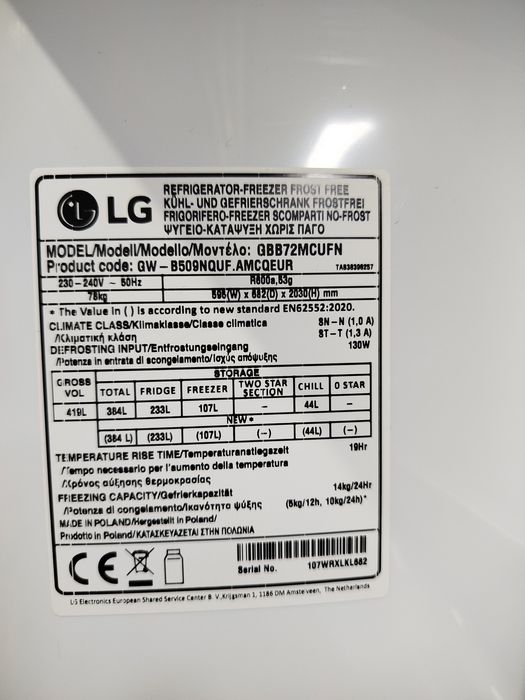 LG
REFRIGERATOR-FREEZER FROST FREE
KÜHL- UND GEFRIERSCHRANK FROSTFREI
FRIGORIFERO-FREEZER SCOMPARTI NO-FROST
ΨΥΓΕΙΟ-ΚΑΤΑΨΥΞΗ ΧΩΡΙΣ ΠΑΓΟ
MODEL/Modell/Modello/Μοντέλο: GBB72MCUFN
Product code: GW-B509NQUF.AMCQEUR TA838396257
230-240V ~ 50Hz R600a,53g
78kg 595(W) x 682(D) x 2030(H) mm
* The Value in ( ) is according to new standard EN62552:2020.
CLIMATE CLASS/Klimaklasse/Classe climatica SN-N (1,0 A)
/Κλιματική κλάση ST-T (1,3 A)
DEFROSTING INPUT/Entfrostungseingang 130W
/Potenza in entrata di scongelamento/Ισχύς απόψυξης
GROSS VOL STORAGE
TOTAL FRIDGE FREEZER TWO STAR SECTION CHILL 0 STAR
419L 384L 233L 107L - 44L -
NEW *
(384 L) (233L) (107L) (-) (44L) (-)
TEMPERATURE RISE TIME/Temperaturanstiegszeit 19Hr
/Tempo necessario per l'aumento della temperatura
/Χρόνος αύξησης θερμοκρασίας
FREEZING CAPACITY/Gefrierkapazität 14kg/24Hr
/Potenza di congelamento/Ικανότητα ψύξης (5kg/12h, 10kg/24h)*
MADE IN POLAND/Hergestellt in Poland/
Prodotto in Poland/ΚΑΤΑΣΚΕΥΑΖΕΤΑΙ ΣΤΗΝ ΠΟΛΩΝΙΑ
CE
Serial No. 107WRXLKL682
LG Electronics European Shared Service Center B.V.,Krijgsman 1, 1186 DM Amstelveen, The Netherlands